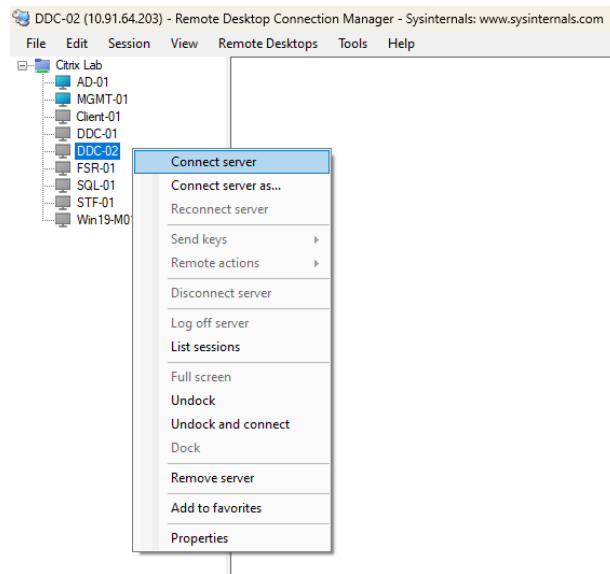 DDC-02 (10.91.64.203) - Remote Desktop Connection Manager - Sysinternals: www.sysinternals.com
File Edit Session View Remote Desktops Tools Help
Citrix Lab
AD-01
MGMT-01
Client-01
DDC-01
DDC-02
FSR-01
SQL-01
STF-01
Win19-M0
Connect server
Connect server as...
Reconnect server
Send keys
Remote actions
Disconnect server
Log off server
List sessions
Full screen
Undock
Undock and connect
Dock
Remove server
Add to favorites
Properties